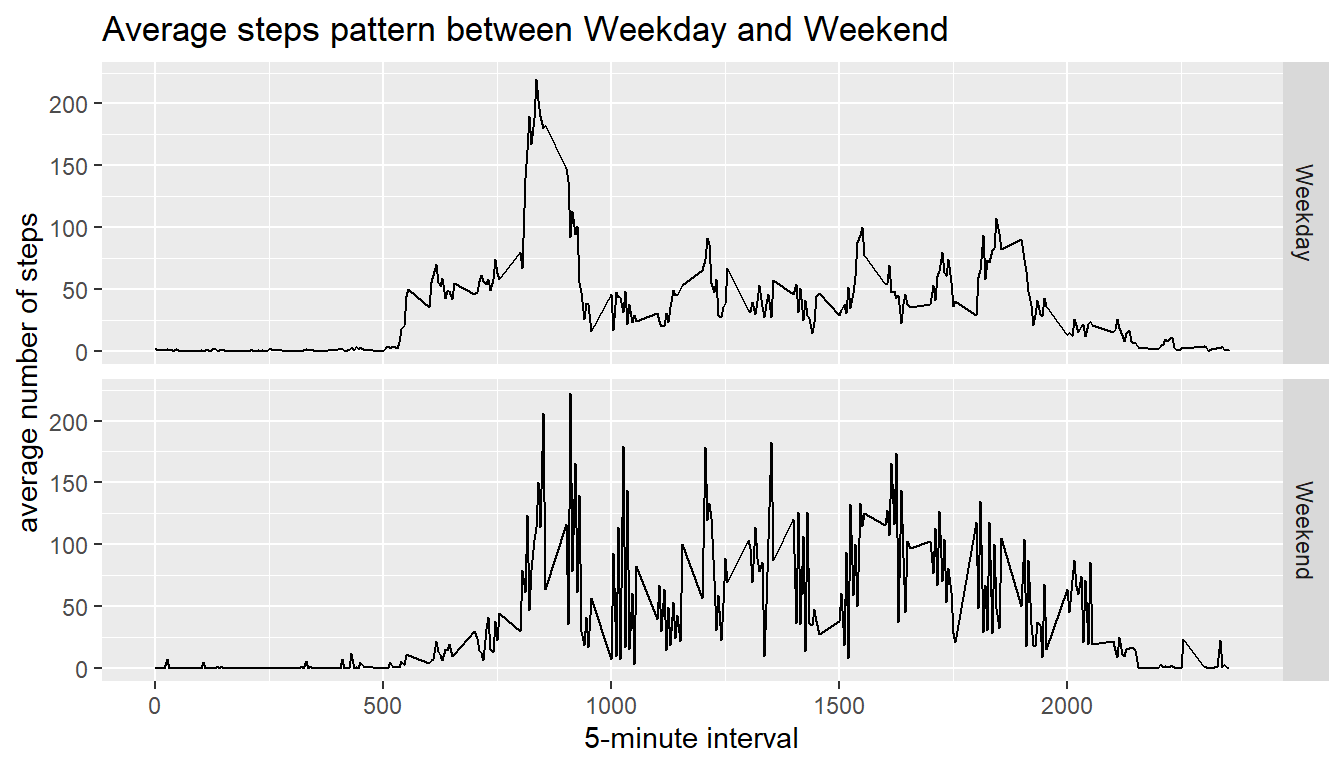 Average steps pattern between Weekday and Weekend
average number of steps
200
150
100
50
0
Weekday
200
150
100
50
0
Weekend
0 500 1000 1500 2000
5-minute interval